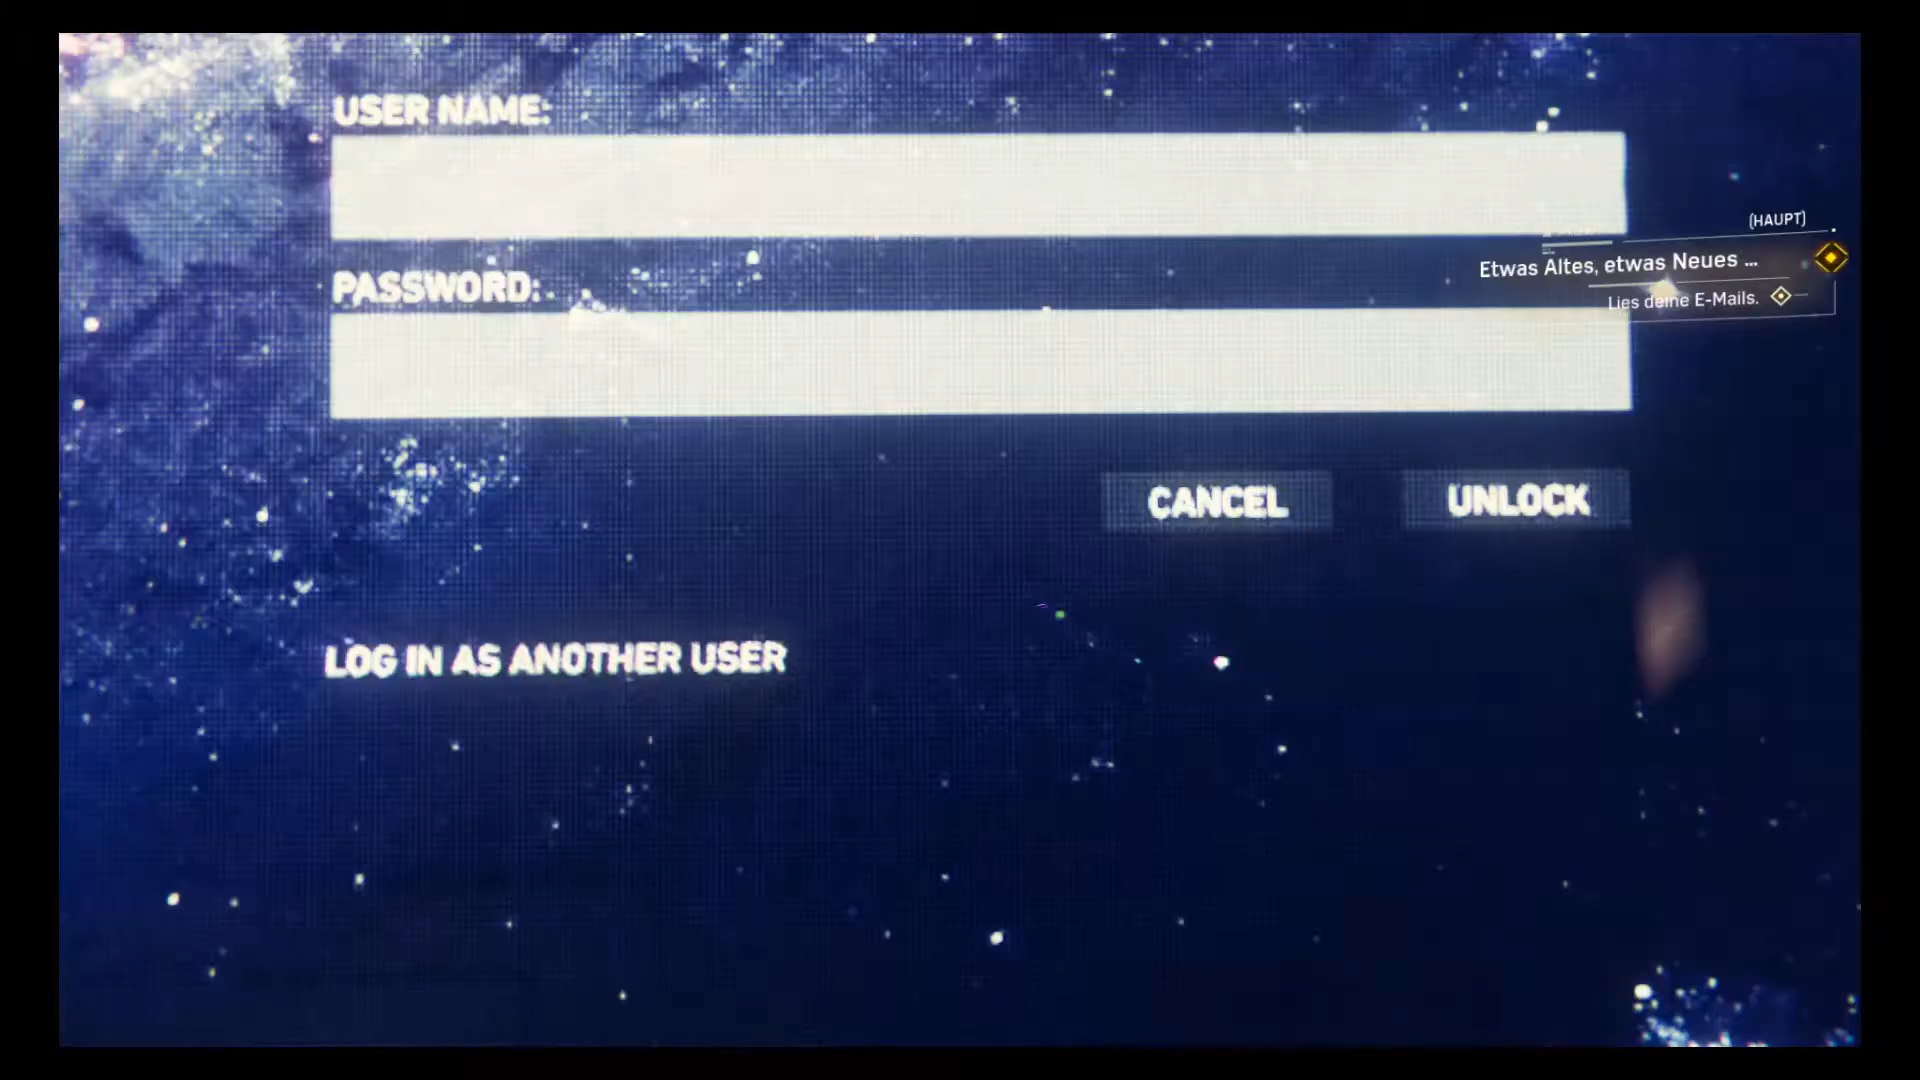 USER NAME:
(HAUPT)
Etwas Altes, etwas Neues ...
PASSWORD:
Lies deine E-Mails.
CANCEL
UNLOCK
LOG IN AS ANOTHER USER